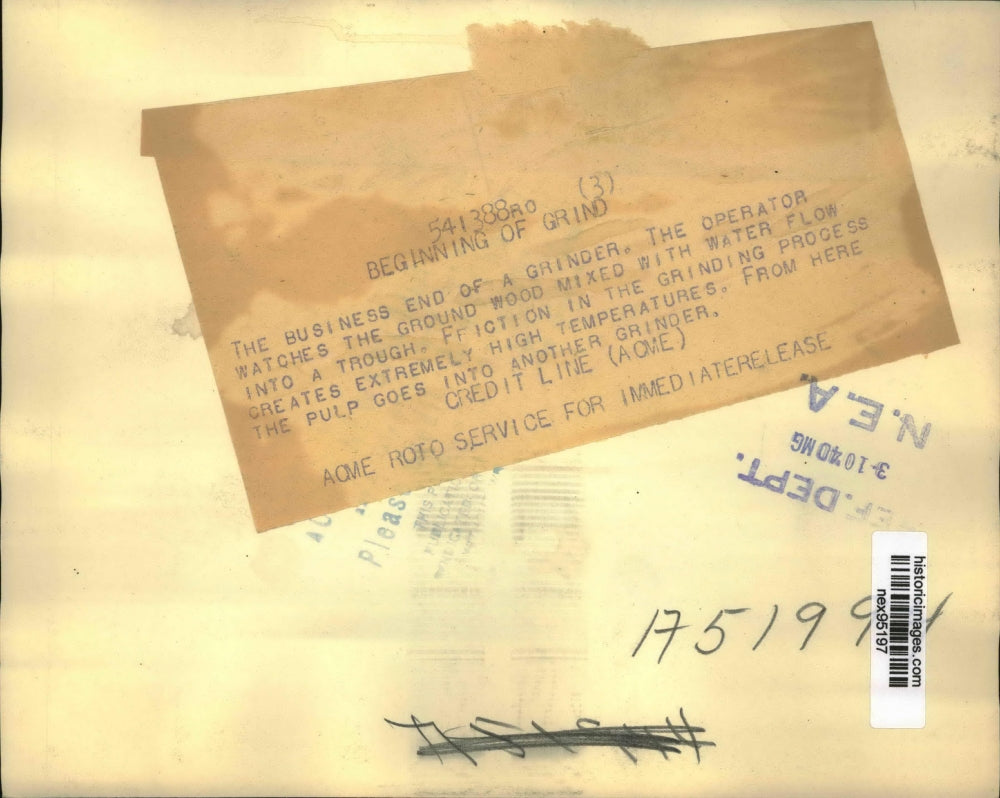 541388RO (3)
BEGINNING OF GRIND
THE BUSINESS END OF A GRINDER. THE OPERATOR
WATCHES THE GROUND WOOD MIXED WITH WATER FLOW
INTO A TROUGH. FFICTION IN THE GRINDING PROCESS
CREATES EXTREMELY HIGH TEMPERATURES. FROM HERE
THE PULP GOES INTO ANOTHER GRINDER.
CREDIT LINE (ACME)
ACME ROTO SERVICE FOR IMMEDIATERELEASE
N.E.A.
3-1040MG
F. DEPT.
Pleas
THIS P
historicimages.com
nex95197
175199